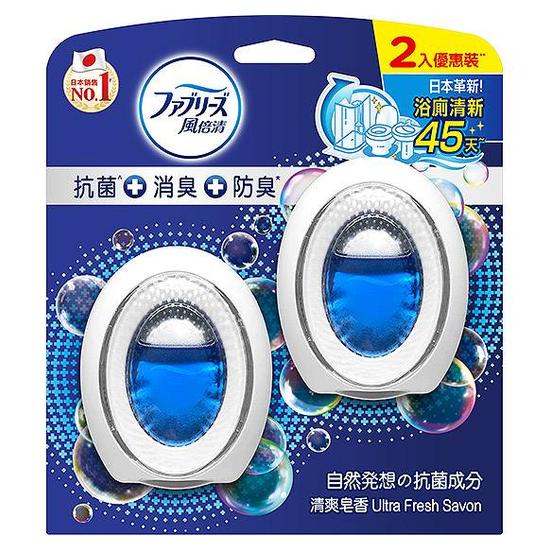 日本銷售
NO.1
ファブリーズ
風倍清
2入優惠裝**
日本革新!
浴廁清新
45天*
抗菌^+消臭+防臭*
自然発想の抗菌成分
清爽皂香 Ultra Fresh Savon